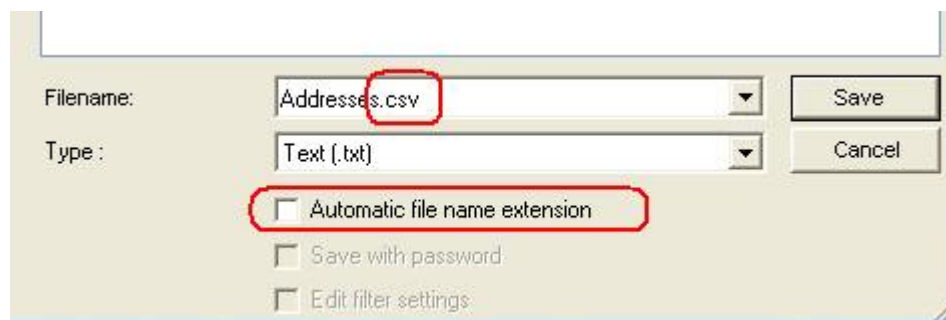 Filename: Addresses.csv Save
Type : Text (.txt) Cancel
Automatic file name extension
Save with password
Edit filter settings